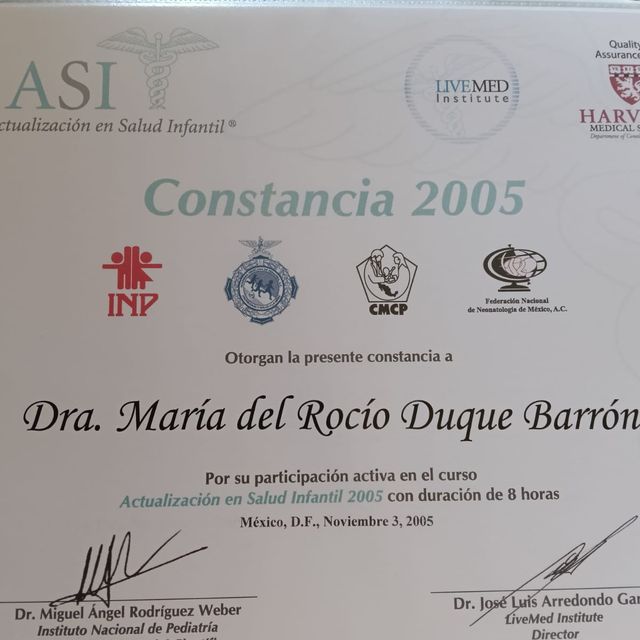 ASI
ctualización en Salud Infantil ®
LIVEMED
Institute
Quality
Assurance
HARV
MEDICAL S
Constancia 2005
INP
CMCP
Federación Nacional
de Neonatología de México, A.C.
Otorgan la presente constancia a
Dra. María del Rocío Duque Barrón
Por su participación activa en el curso
Actualización en Salud Infantil 2005 con duración de 8 horas
México, D.F., Noviembre 3, 2005
Dr. Miguel Ángel Rodríguez Weber
Instituto Nacional de Pediatría
Dr. José Luis Arredondo Gar
LiveMed Institute
Director